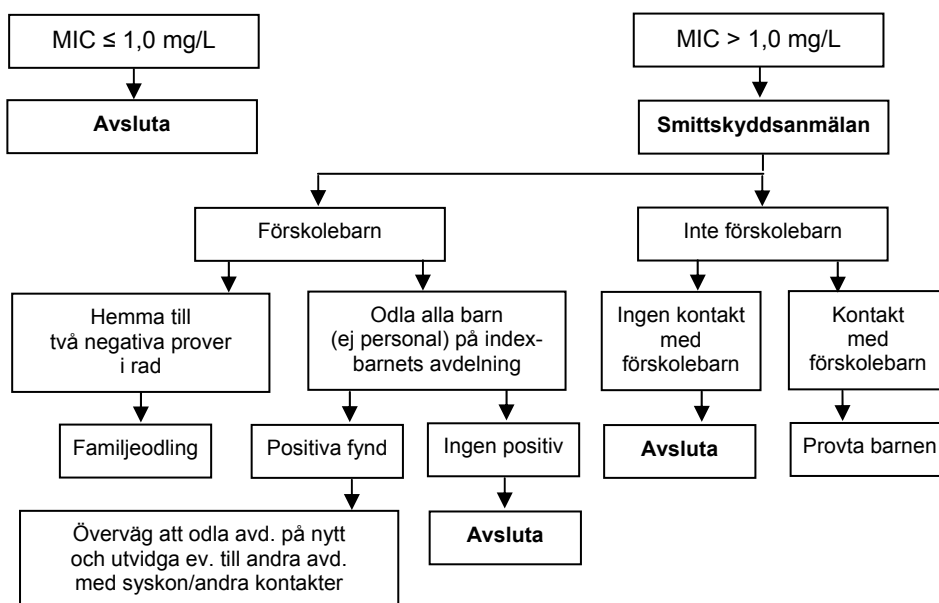 MIC ≤ 1,0 mg/L
MIC > 1,0 mg/L
Avsluta
Smittskyddsanmälan
Förskolebarn
Inte förskolebarn
Hemma till
två negativa prover
i rad
Odla alla barn
(ej personal) på index-
barnets avdelning
Ingen kontakt
med
förskolebarn
Kontakt
med
förskolebarn
Familjeodling
Positiva fynd
Ingen positiv
Avsluta
Provta barnen
Överväg att odla avd. på nytt
och utvidga ev. till andra avd.
med syskon/andra kontakter
Avsluta